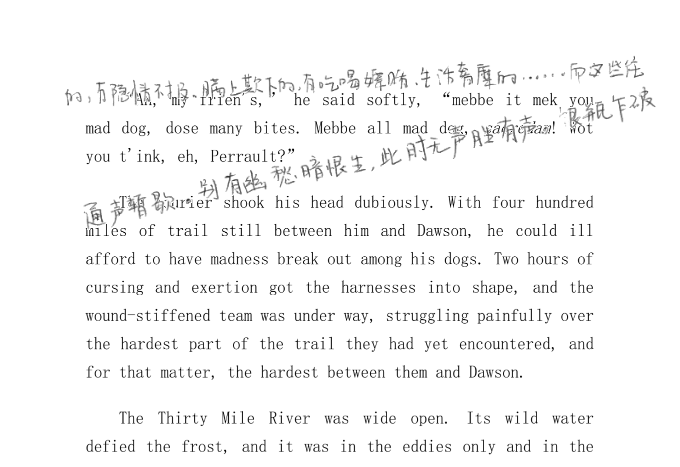 的,有隐情不报、瞒上欺下的,有吃喝嫖赌、生活奢靡的……而这些往
"Ah, my frien's," he said softly, "mebbe it mek you
mad dog, dose many bites. Mebbe all mad dog, sacredam! Wot
you t'ink, eh, Perrault?"
银瓶乍破
通声暂歇.别有幽愁暗恨生,此时无声胜有声
The courier shook his head dubiously. With four hundred
miles of trail still between him and Dawson, he could ill
afford to have madness break out among his dogs. Two hours of
cursing and exertion got the harnesses into shape, and the
wound-stiffened team was under way, struggling painfully over
the hardest part of the trail they had yet encountered, and
for that matter, the hardest between them and Dawson.
The Thirty Mile River was wide open. Its wild water
defied the frost, and it was in the eddies only and in the